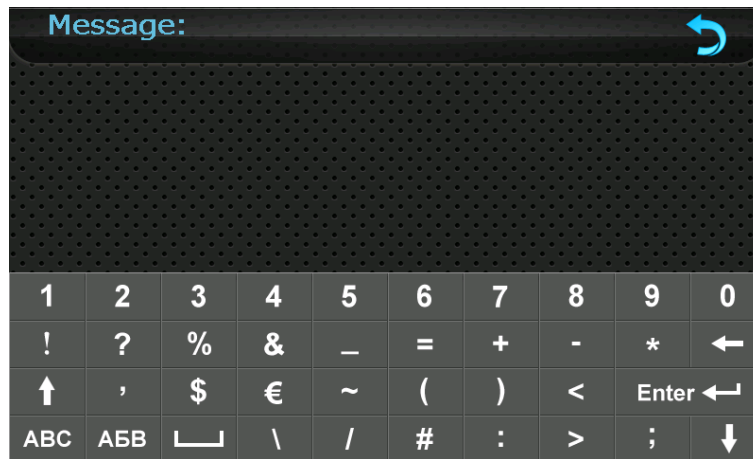 Message:
1 2 3 4 5 6 7 8 9 0
! ? % & _ = + - *
, $ € ~ ( ) < Enter
ABC АБВ \ / # : > ;